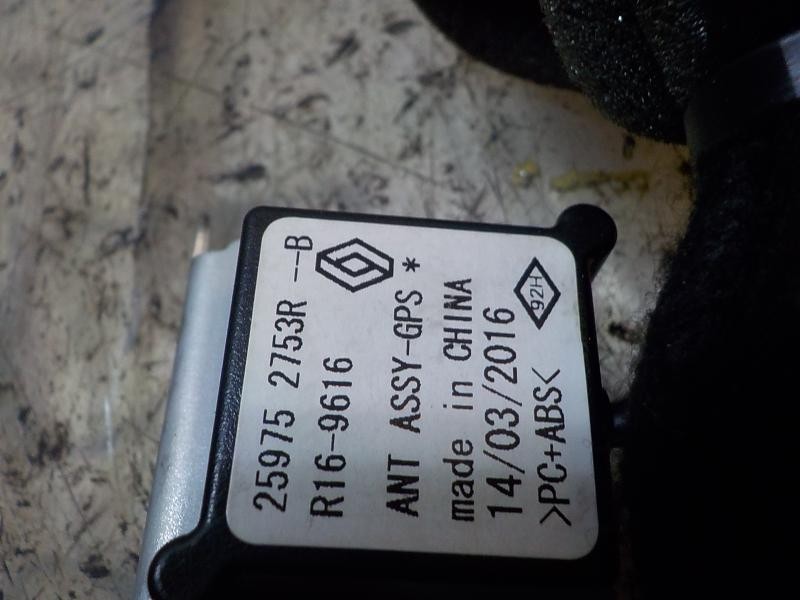 25975 2753R --B
R16-9616
ANT ASSY-GPS *
made in CHINA
14/03/2016
92H
>PC+ABS<